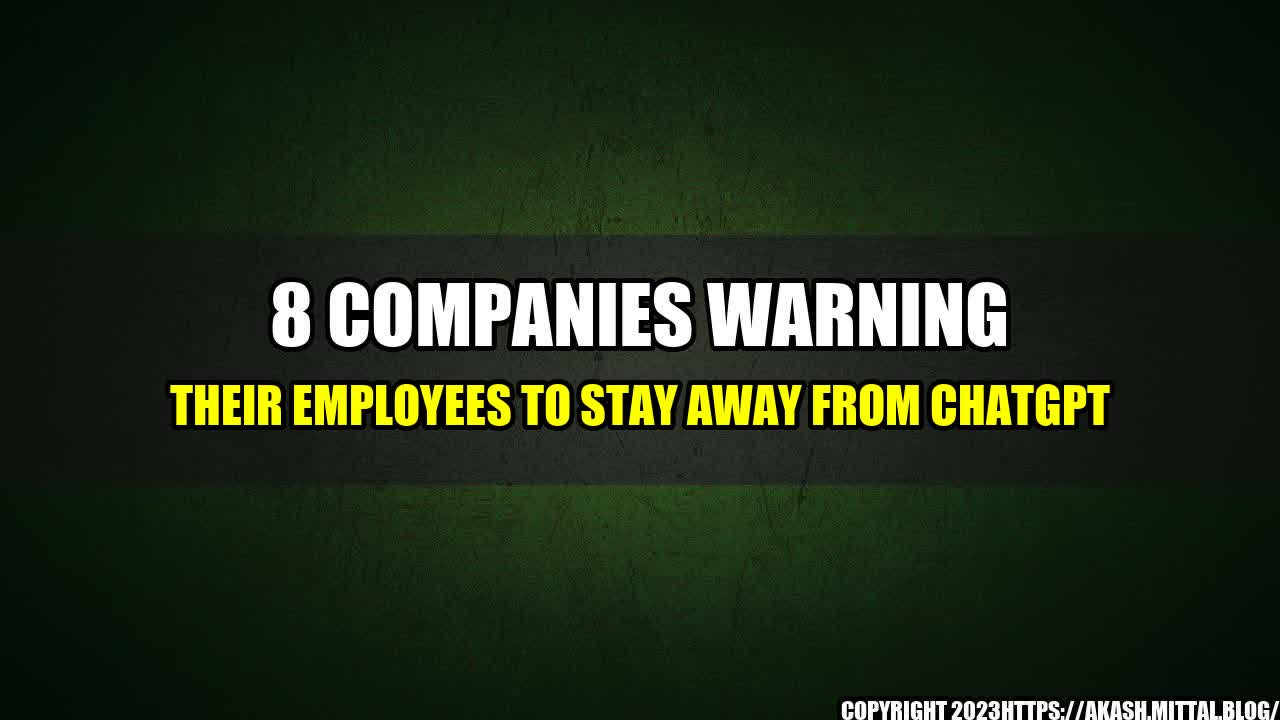 8 COMPANIES WARNING
THEIR EMPLOYEES TO STAY AWAY FROM CHATGPT
COPYRIGHT 2023HTTPS://AKASH.MITTAL.BLOG/